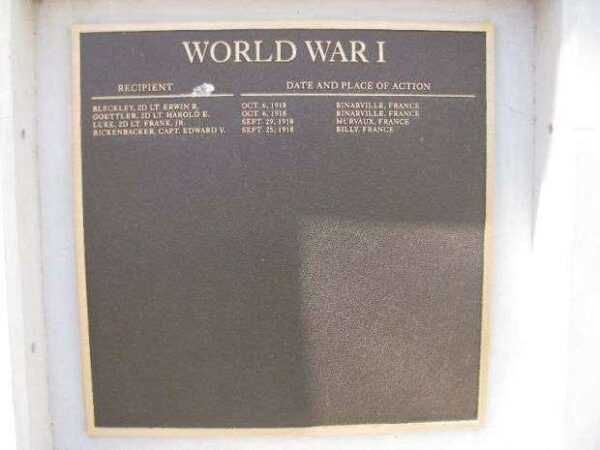 WORLD WAR I
RECIPIENT DATE AND PLACE OF ACTION
BLECKLEY, 2D LT. ERWIN R. OCT. 6, 1918 BINARVILLE, FRANCE
GOETTLER, 2D LT. HAROLD E. OCT. 6, 1918 BINARVILLE, FRANCE
LUKE, 2D LT. FRANK, JR. SEPT. 29, 1918 MURVAUX, FRANCE
RICKENBACKER, CAPT. EDWARD V. SEPT. 25, 1918 BILLY, FRANCE